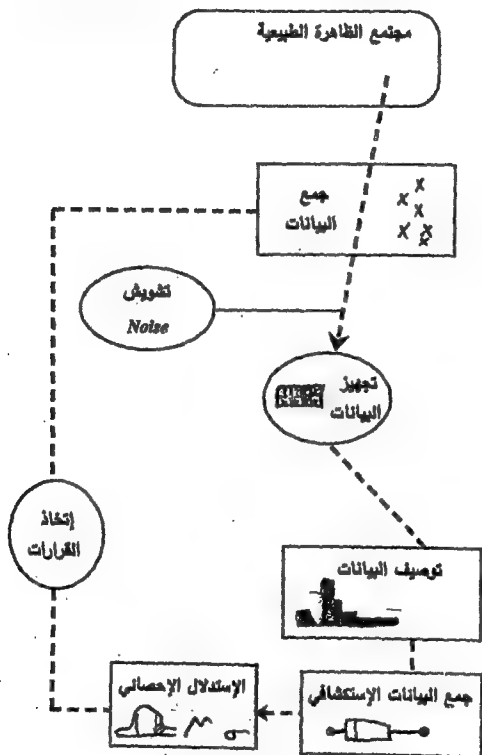 مجتمع الظاهرة الطبيعية
جمع
البيانات
تشويش
Noise
تجهيز
البيانات
إتخاذ
القرارات
توصيف البيانات
جمع البيانات الإستكشافي
الإستدلال الإحصائي